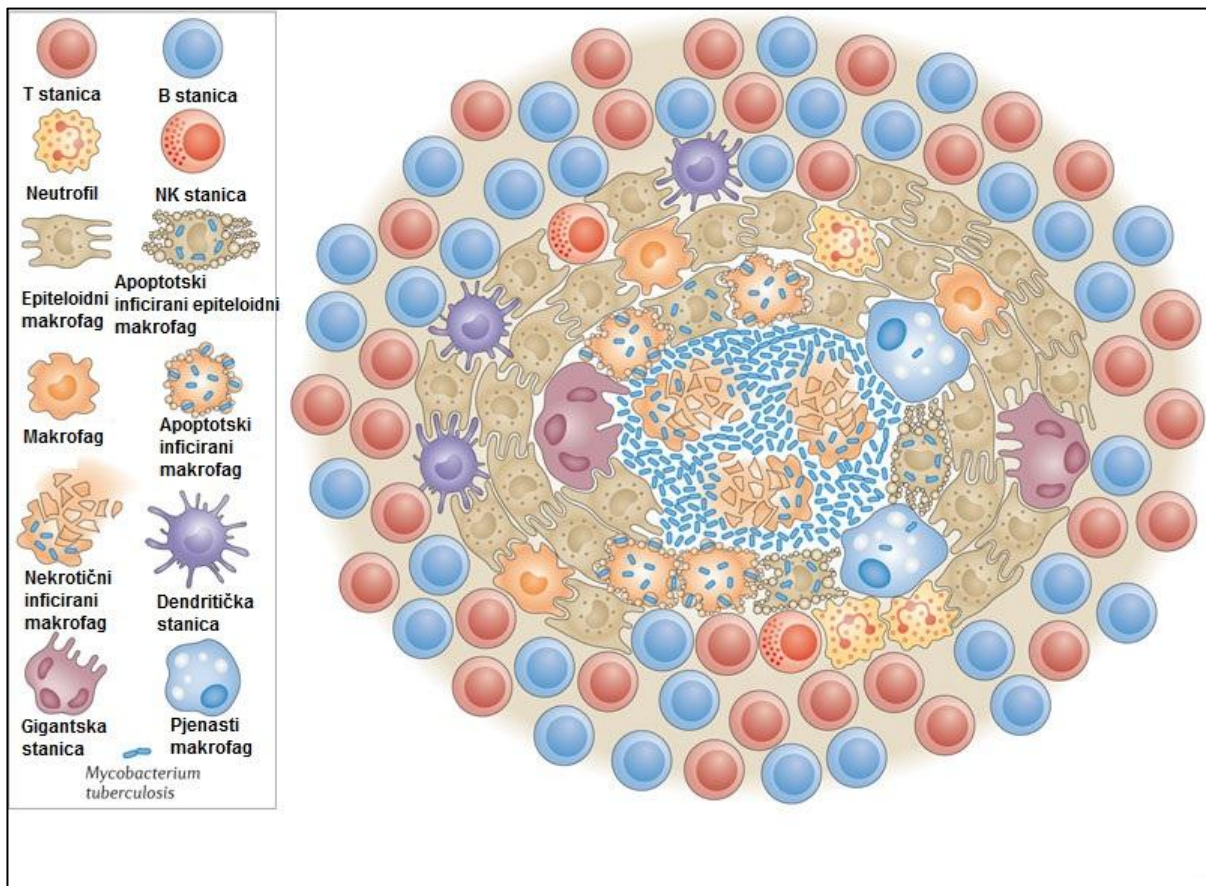 T stanica
B stanica
Neutrofil
NK stanica
Epiteloidni
makrofag
Apoptotski
inficirani epiteloidni
makrofag
Makrofag
Apoptotski
inficirani
makrofag
Nekrotični
inficirani
makrofag
Dendritička
stanica
Gigantska
stanica
Pjenasti
makrofag
Mycobacterium
tuberculosis